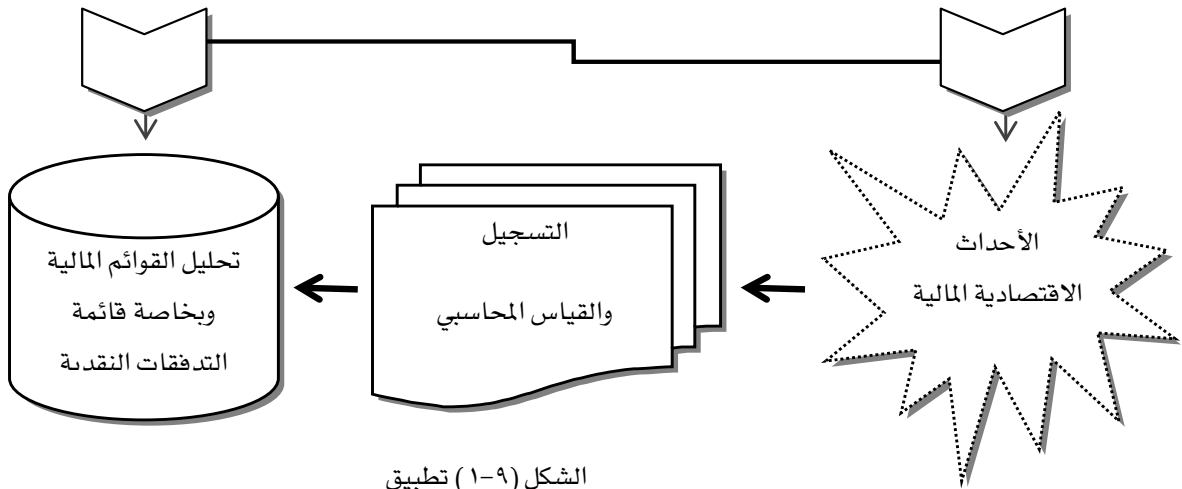 الأحداث
الاقتصادية المالية
التسجيل
والقياس المحاسبي
تحليل القوائم المالية
وبخاصة قائمة
التدفقات النقدية
الشكل (٩-١) تطبيق